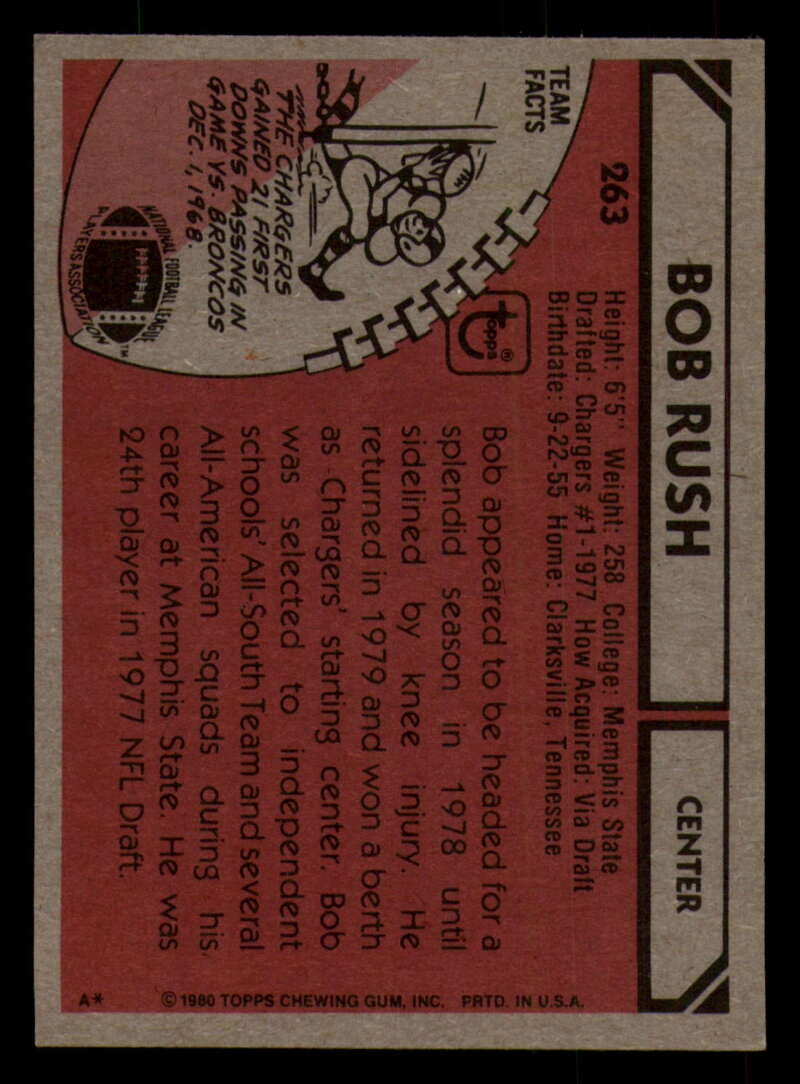 263
BOB RUSH
CENTER
Height: 6'5" Weight: 258 College: Memphis State
Drafted: Chargers #1-1977 How Acquired: Via Draft
Birthdate: 9-22-55 Home: Clarksville, Tennessee
TEAM
FACTS
THE CHARGERS
GAINED 21 FIRST
DOWNS PASSING IN
GAME VS. BRONCOS
DEC. 1, 1968.
NATIONAL FOOTBALL LEAGUE
PLAYERS ASSOCIATION
TM
topps®
Bob appeared to be headed for a
splendid season in 1978 until
sidelined by knee injury. He
returned in 1979 and won a berth
as Chargers' starting center. Bob
was selected to independent
schools' All-South Team and several
All-American squads during his
career at Memphis State. He was
24th player in 1977 NFL Draft.
A* © 1980 TOPPS CHEWING GUM, INC. PRTD. IN U.S.A.